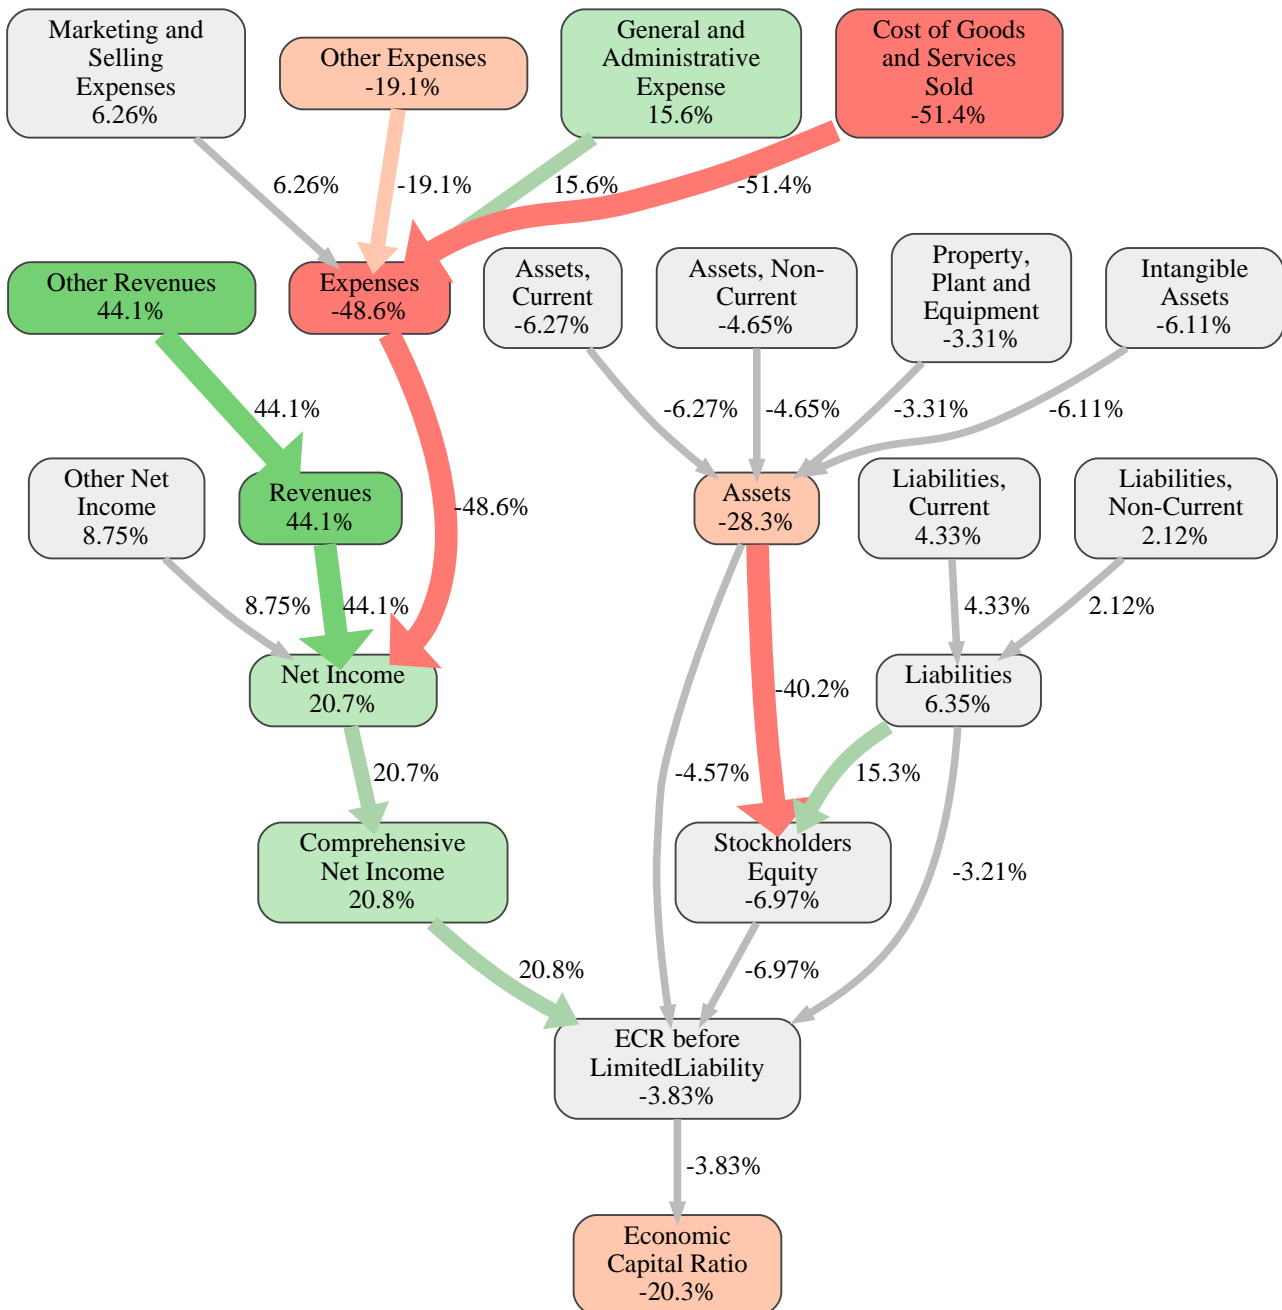 Marketing and
Selling
Expenses
6.26%
Other Expenses
-19.1%
General and
Administrative
Expense
15.6%
Cost of Goods
and Services
Sold
-51.4%
6.26%
-19.1%
15.6%
-51.4%
Other Revenues
44.1%
Expenses
-48.6%
Assets,
Current
-6.27%
Assets, Non-
Current
-4.65%
Property,
Plant and
Equipment
-3.31%
Intangible
Assets
-6.11%
44.1%
-6.27%
-4.65%
-3.31%
-6.11%
Other Net
Income
8.75%
Revenues
44.1%
-48.6%
Assets
-28.3%
Liabilities,
Current
4.33%
Liabilities,
Non-Current
2.12%
8.75%
44.1%
4.33%
2.12%
Net Income
20.7%
-40.2%
Liabilities
6.35%
20.7%
-4.57%
15.3%
Comprehensive
Net Income
20.8%
Stockholders
Equity
-6.97%
-3.21%
20.8%
-6.97%
ECR before
LimitedLiability
-3.83%
-3.83%
Economic
Capital Ratio
-20.3%